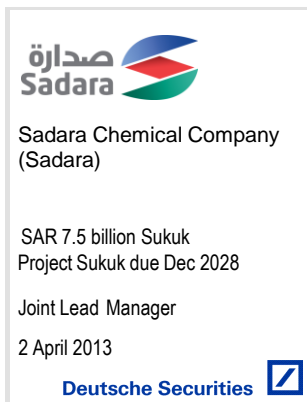 صدارة
Sadara
Sadara Chemical Company
(Sadara)
SAR 7.5 billion Sukuk
Project Sukuk due Dec 2028
Joint Lead Manager
2 April 2013
Deutsche Securities